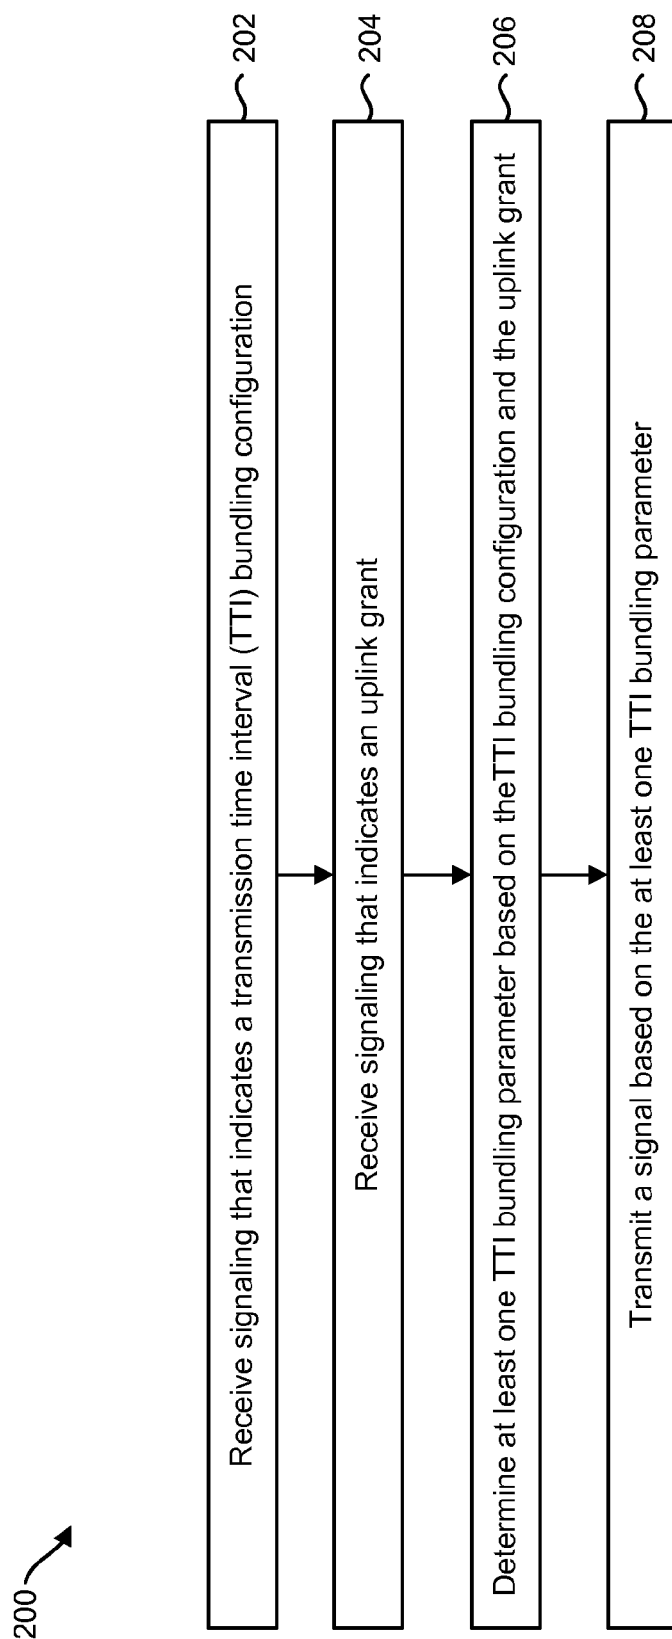 200
Receive signaling that indicates a transmission time interval (TTI) bundling configuration
202
Receive signaling that indicates an uplink grant
204
Determine at least one TTI bundling parameter based on theTTI bundling configuration and the uplink grant
206
Transmit a signal based on the at least one TTI bundling parameter
208